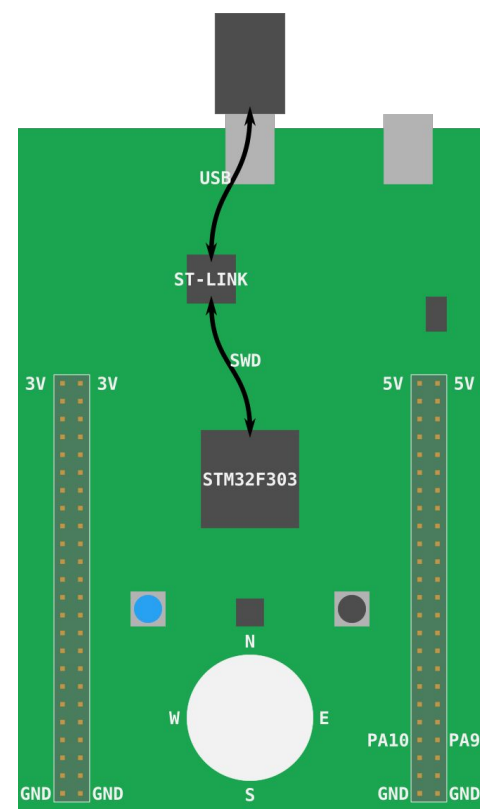 USB
ST-LINK
SWD
3V 3V 5V 5V
STM32F303
N
W E
PA10 PA9
GND GND S GND GND